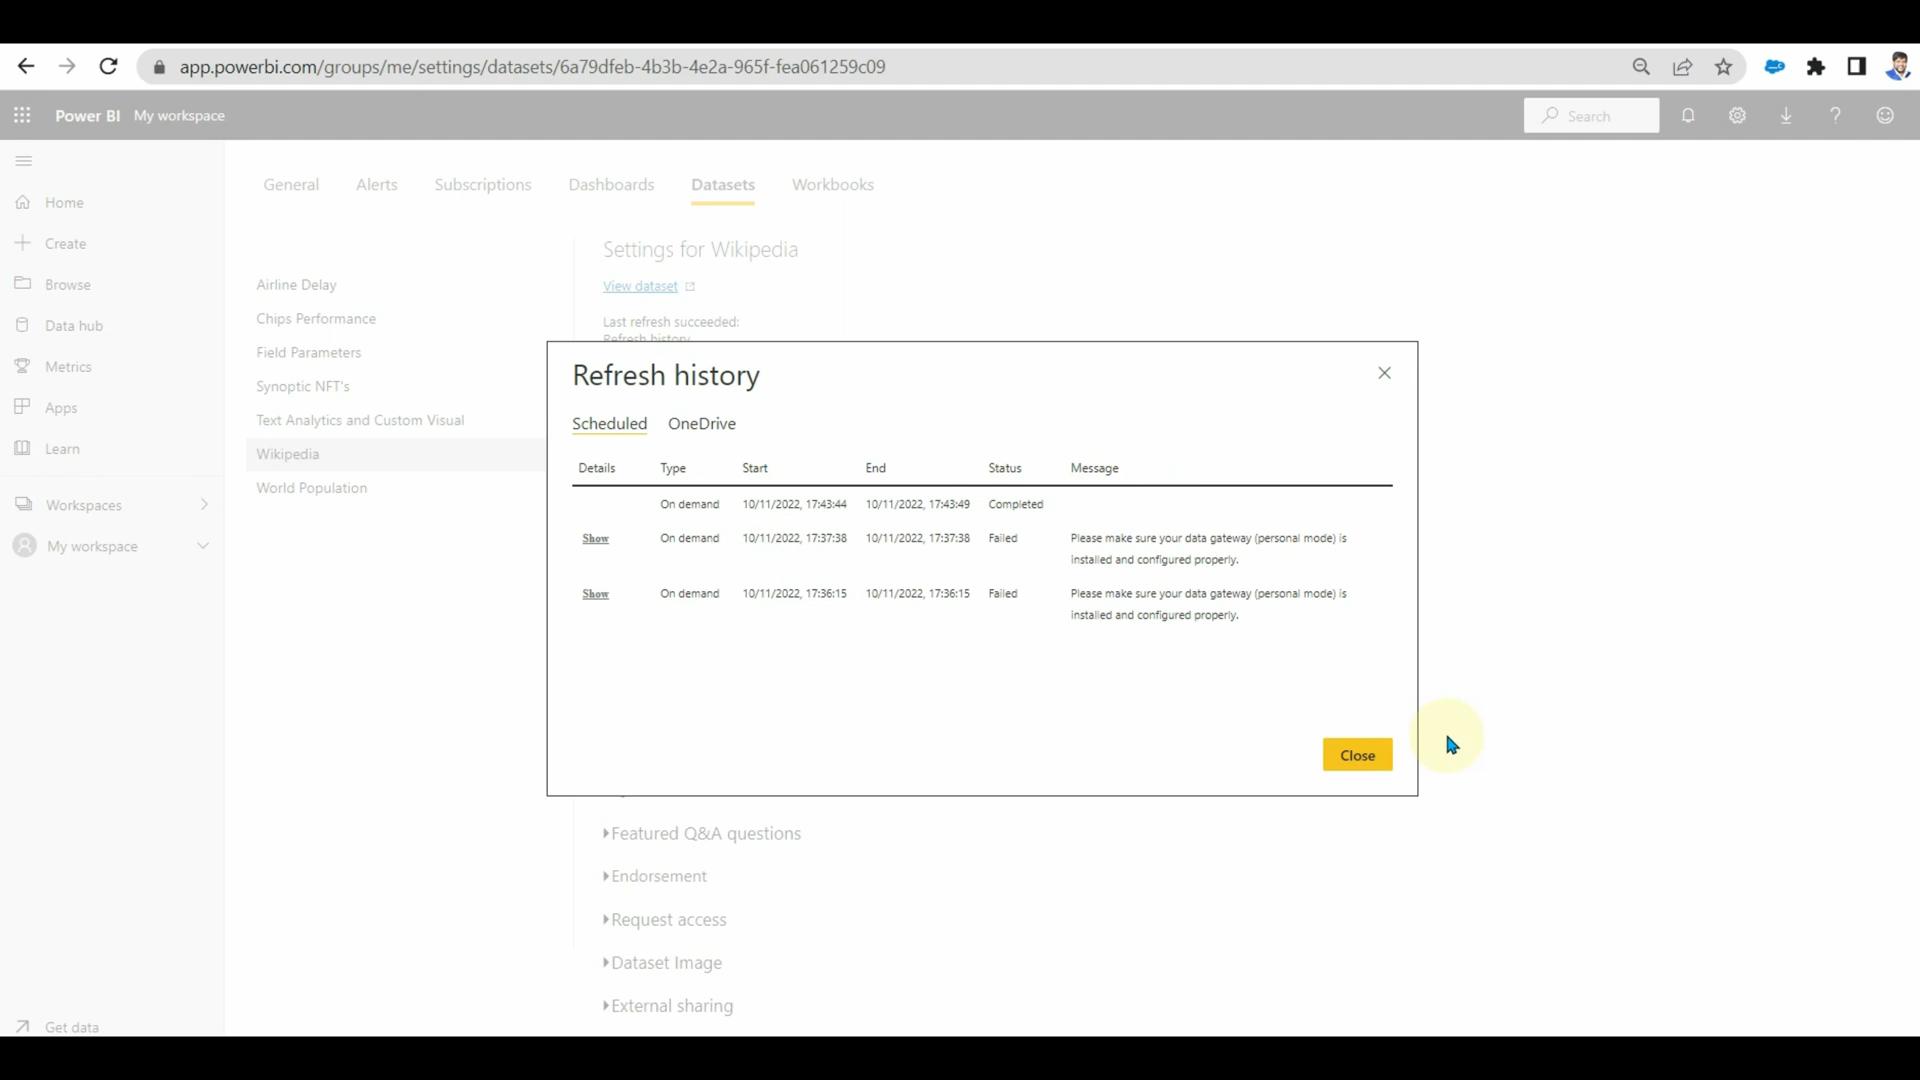 app.powerbi.com/groups/me/settings/datasets/6a79dfeb-4b3b-4e2a-965f-fea061259c09
Power BI My workspace
Search
General Alerts Subscriptions Dashboards Datasets Workbooks
Home
Create
Browse
Data hub
Metrics
Apps
Learn
Workspaces
My workspace
Get data
Airline Delay
Chips Performance
Field Parameters
Synoptic NFT's
Text Analytics and Custom Visual
Wikipedia
World Population
Settings for Wikipedia
View dataset
Last refresh succeeded:
Refresh history
Refresh history
Scheduled OneDrive
Details Type Start End Status Message
On demand 10/11/2022, 17:43:44 10/11/2022, 17:43:49 Completed
Show On demand 10/11/2022, 17:37:38 10/11/2022, 17:37:38 Failed Please make sure your data gateway (personal mode) is
installed and configured properly.
Show On demand 10/11/2022, 17:36:15 10/11/2022, 17:36:15 Failed Please make sure your data gateway (personal mode) is
installed and configured properly.
Close
Featured Q&A questions
Endorsement
Request access
Dataset Image
External sharing